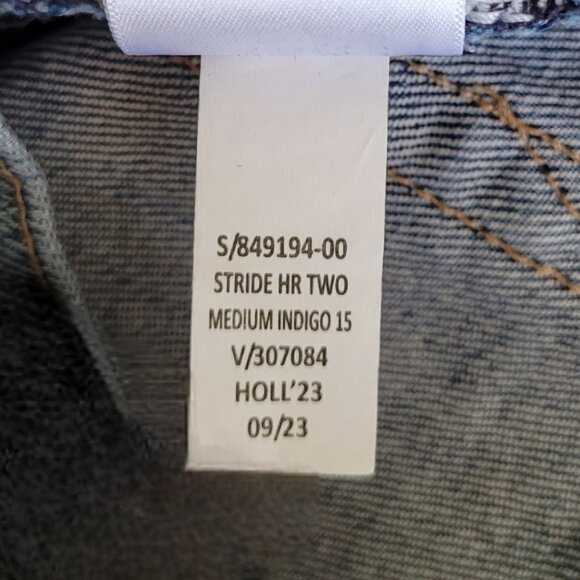 S/849194-00
STRIDE HR TWO
MEDIUM INDIGO 15
V/307084
HOLL'23
09/23